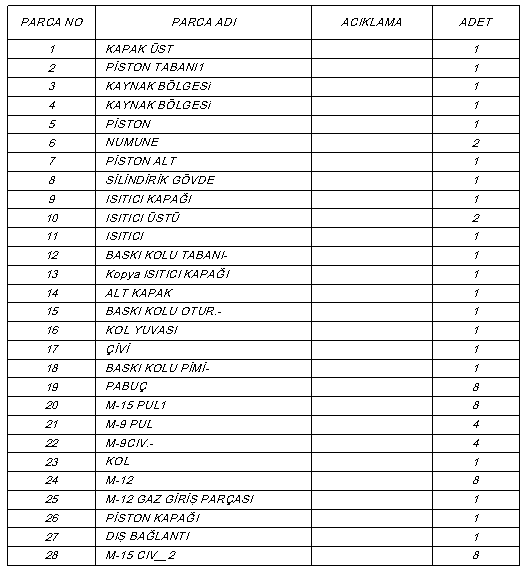 PARCA NO PARCA ADI ACIKLAMA ADET
1 KAPAK ÜST 1
2 PİSTON TABANI1 1
3 KAYNAK BÖLGESi 1
4 KAYNAK BÖLGESi 1
5 PİSTON 1
6 NUMUNE 2
7 PİSTON ALT 1
8 SİLİNDİRİK GÖVDE 1
9 ISITICI KAPAĞI 1
10 ISITICI ÜSTÜ 2
11 ISITICI 1
12 BASKI KOLU TABANI- 1
13 Kopya ISITICI KAPAĞI 1
14 ALT KAPAK 1
15 BASKI KOLU OTUR.- 1
16 KOL YUVASI 1
17 ÇİVİ 1
18 BASKI KOLU PİMİ- 1
19 PABUÇ 8
20 M-15 PUL1 8
21 M-9 PUL 4
22 M-9CIV.- 4
23 KOL 1
24 M-12 8
25 M-12 GAZ GİRİŞ PARÇASI 1
26 PİSTON KAPAĞI 1
27 DIS BAĞLANTI 1
28 M-15 CIV__2 8